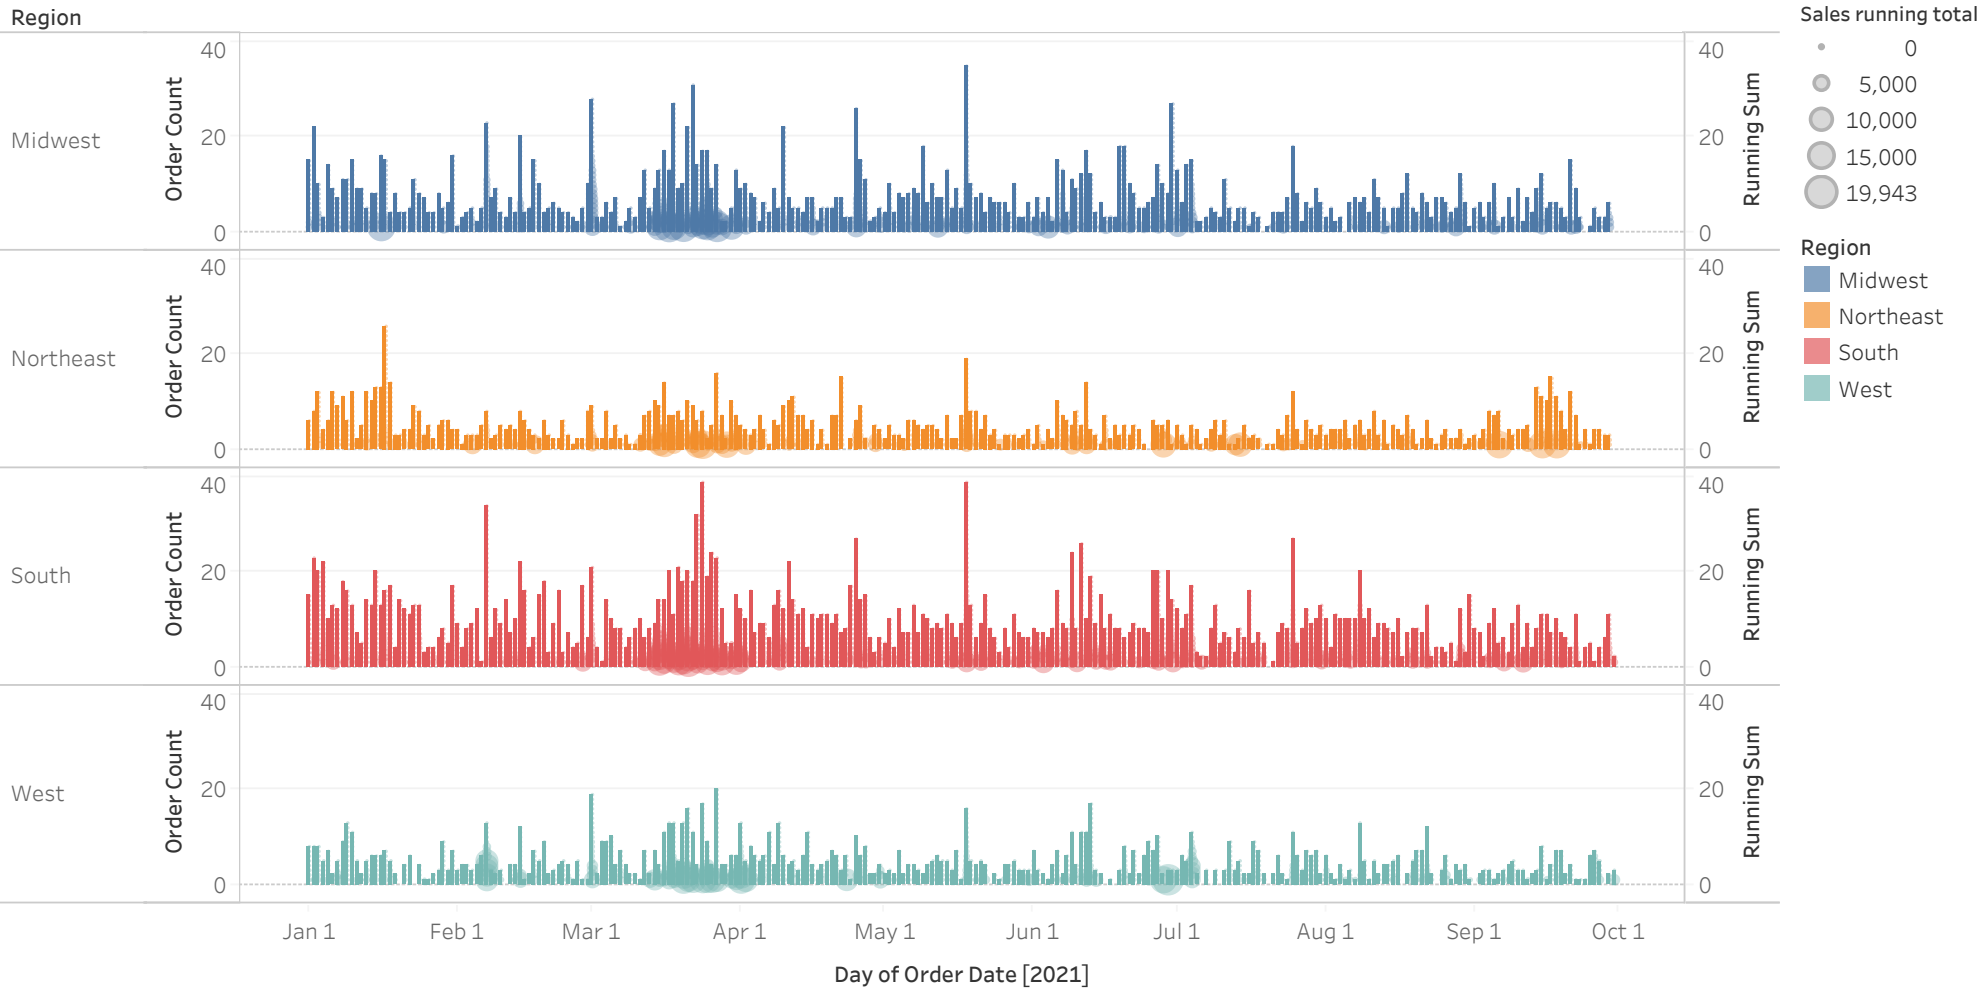 Region
Midwest
Order Count
40
20
0
40
20
0
Running Sum
Northeast
Order Count
40
20
0
40
20
0
Running Sum
South
Order Count
40
20
0
40
20
0
Running Sum
West
Order Count
40
20
0
40
20
0
Running Sum
Jan 1 Feb 1 Mar 1 Apr 1 May 1 Jun 1 Jul 1 Aug 1 Sep 1 Oct 1
Day of Order Date [2021]
Sales running total
0
5,000
10,000
15,000
19,943
Region
Midwest
Northeast
South
West